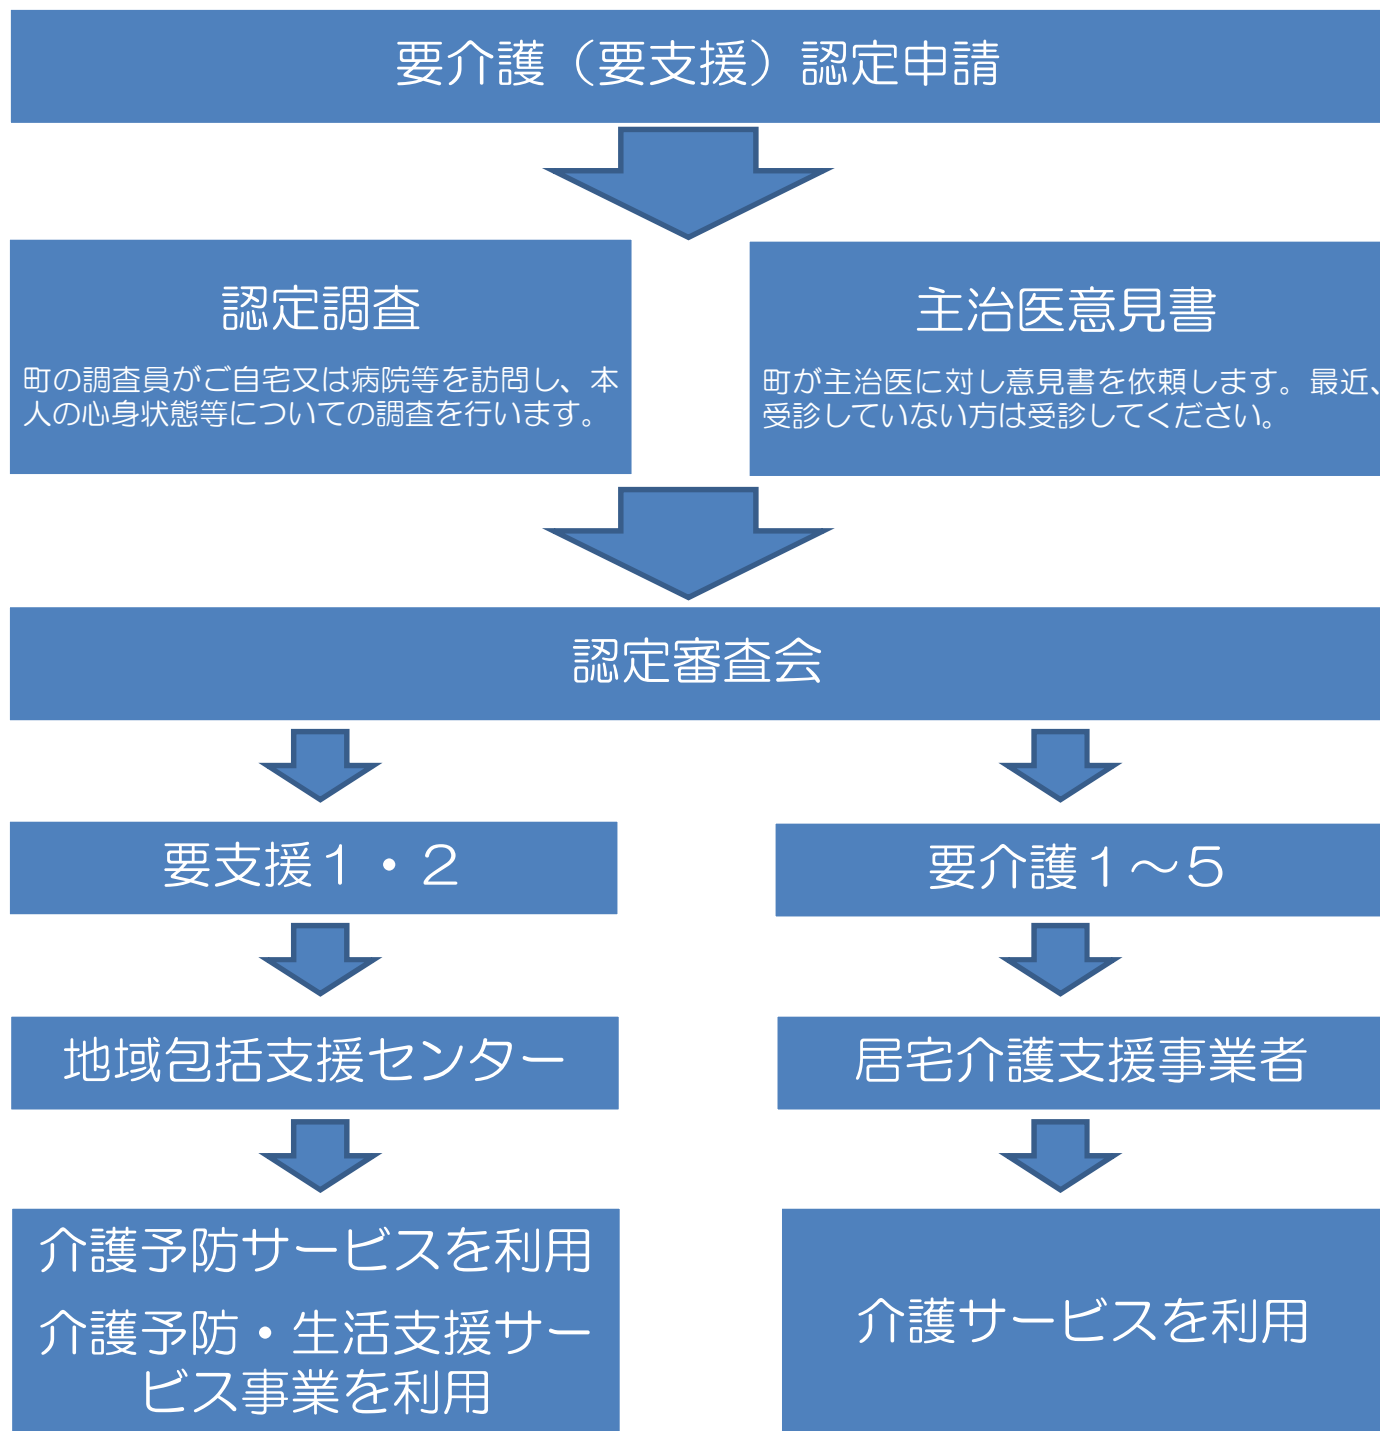 要介護（要支援）認定申請
認定調査
町の調査員がご自宅又は病院等を訪問し、本
人の心身状態等についての調査を行います。
主治医意見書
町が主治医に対し意見書を依頼します。最近、
受診していない方は受診してください。
認定審査会
要支援１・２
要介護１～５
地域包括支援センター
居宅介護支援事業者
介護予防サービスを利用
介護予防・生活支援サー
ビス事業を利用
介護サービスを利用